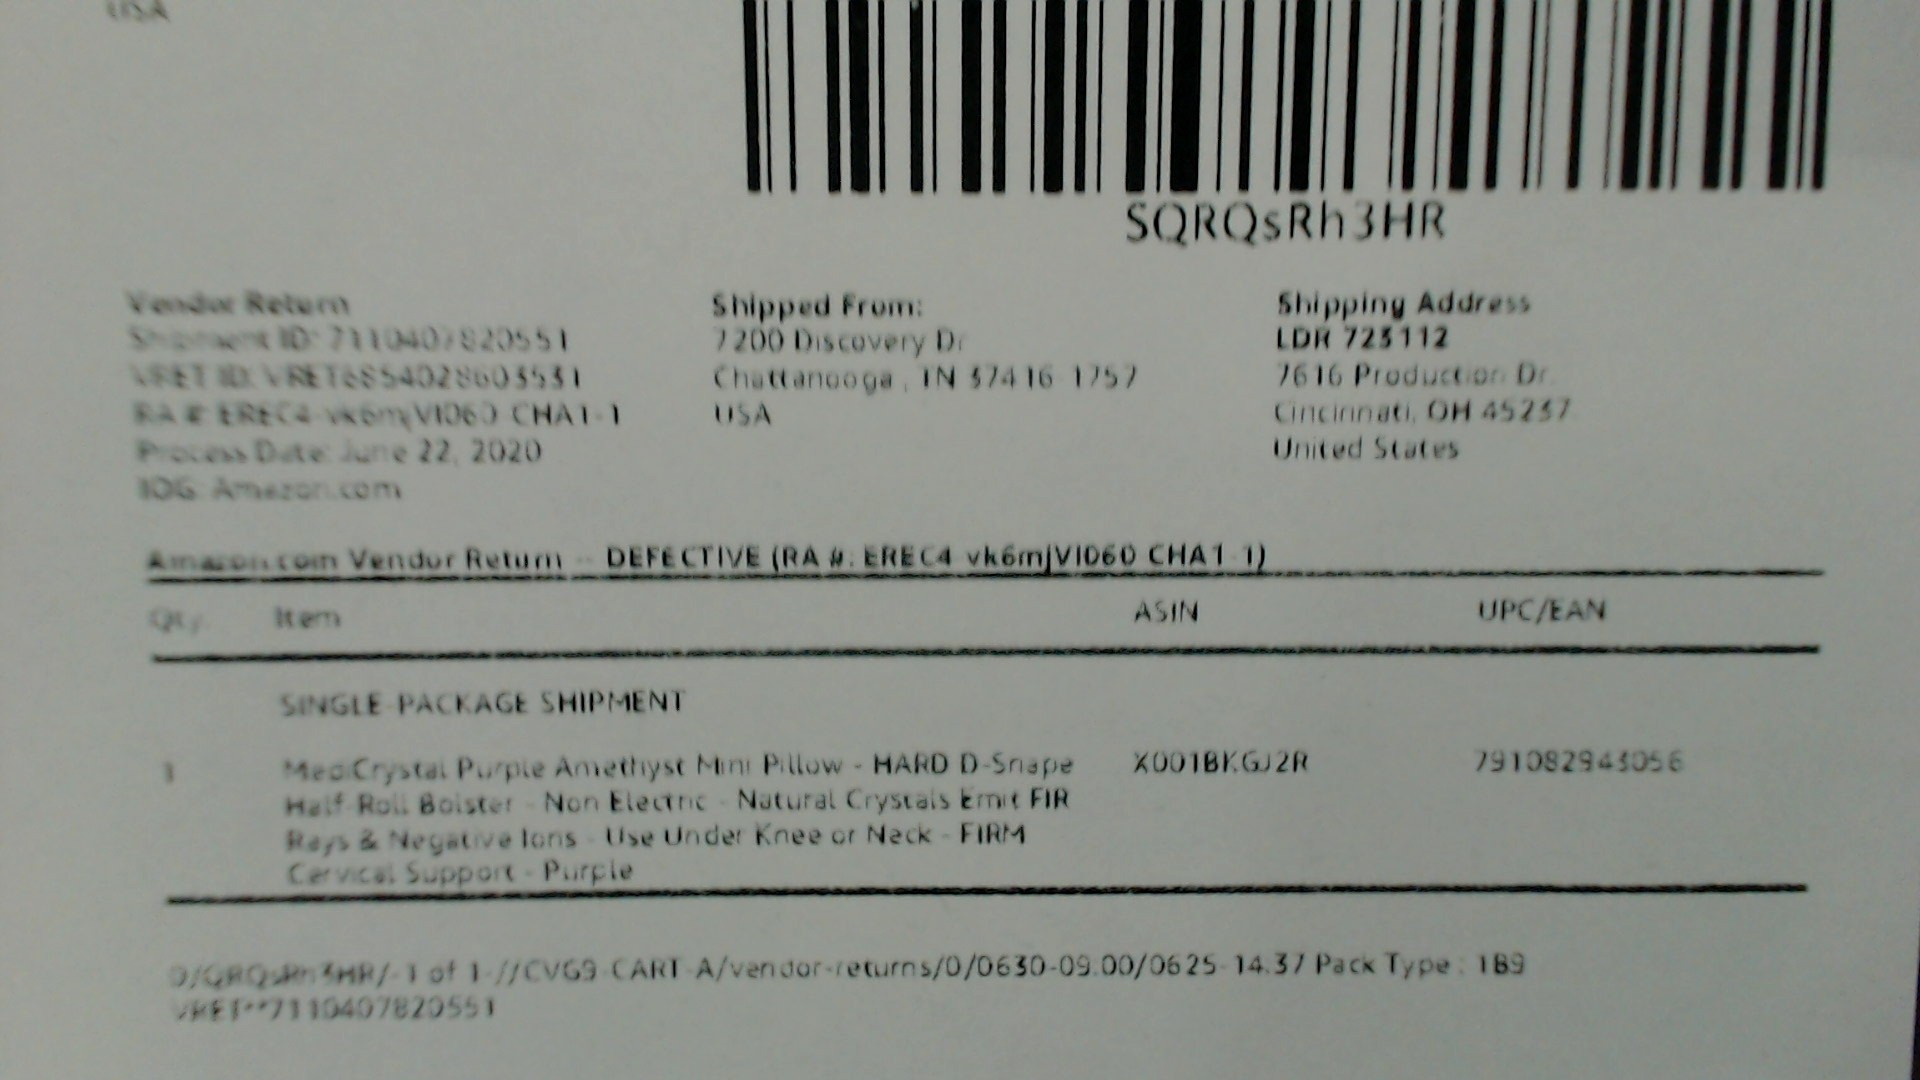 USA
SQRQsRh3HR
Vendor Return
Shipment ID: 7110407820551
VRET ID: VRET6854028603531
RA #: EREC4-vk6mjVI060 CHA1-1
Process Date: June 22, 2020
IOG: Amazon.com
Shipped From:
7200 Discovery Dr
Chattanooga, TN 37416-1757
USA
Shipping Address
LDR 723112
7616 Production Dr.
Cincinnati, OH 45237
United States
Amazon.com Vendor Return -- DEFECTIVE (RA #: EREC4-vk6mjVI060 CHA1-1)
Qty. Item ASIN UPC/EAN
SINGLE-PACKAGE SHIPMENT
1 MediCrystal Purple Amethyst Mini Pillow - HARD D-Shape X001BKGJ2R 791082943056
Half-Roll Bolster - Non Electric - Natural Crystals Emit FIR
Rays & Negative Ions - Use Under Knee or Neck - FIRM
Cervical Support - Purple
0/QRQsRh3HR/-1 of 1-//CVG9-CART-A/vendor-returns/0/0630-09:00/0625-14:37 Pack Type : 1B9
VRET**7110407820551